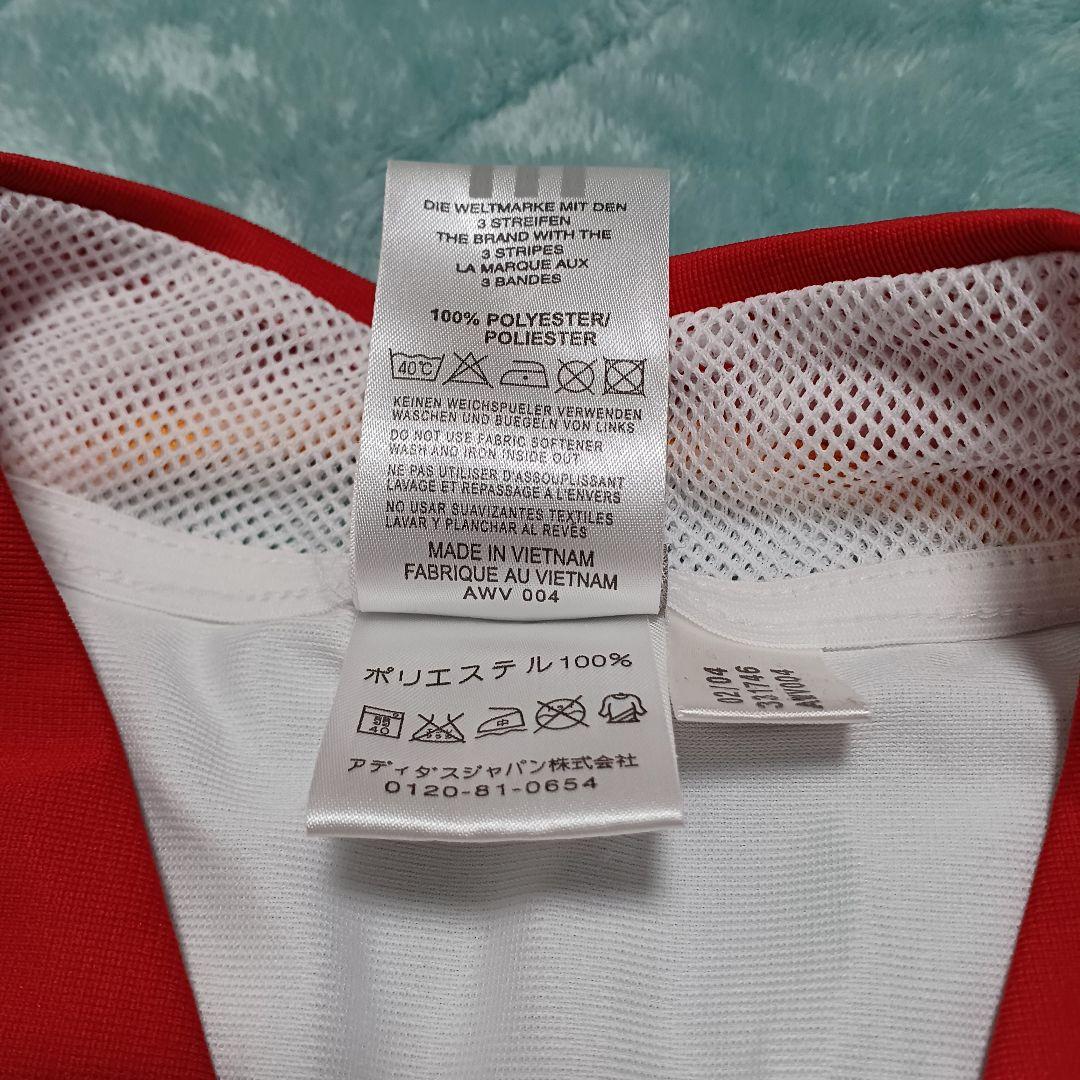 DIE WELTMARKE MIT DEN
3 STREIFEN
THE BRAND WITH THE
3 STRIPES
LA MARQUE AUX
3 BANDES
100% POLYESTER/
POLIESTER
40°C
KEINEN WEICHSPUELER VERWENDEN
WASCHEN UND BUEGELN VON LINKS
DO NOT USE FABRIC SOFTENER
WASH AND IRON INSIDE OUT
NE PAS UTILISER D'ASSOUPLISSANT
LAVAGE ET REPASSAGE A L'ENVERS
NO USAR SUAVIZANTES TEXTILES
LAVAR Y PLANCHAR AL REVES
MADE IN VIETNAM
FABRIQUE AU VIETNAM
AWV 004
ポリエステル100%
40
中
アディダスジャパン株式会社
0120-81-0654
02/04
331746
AWV004